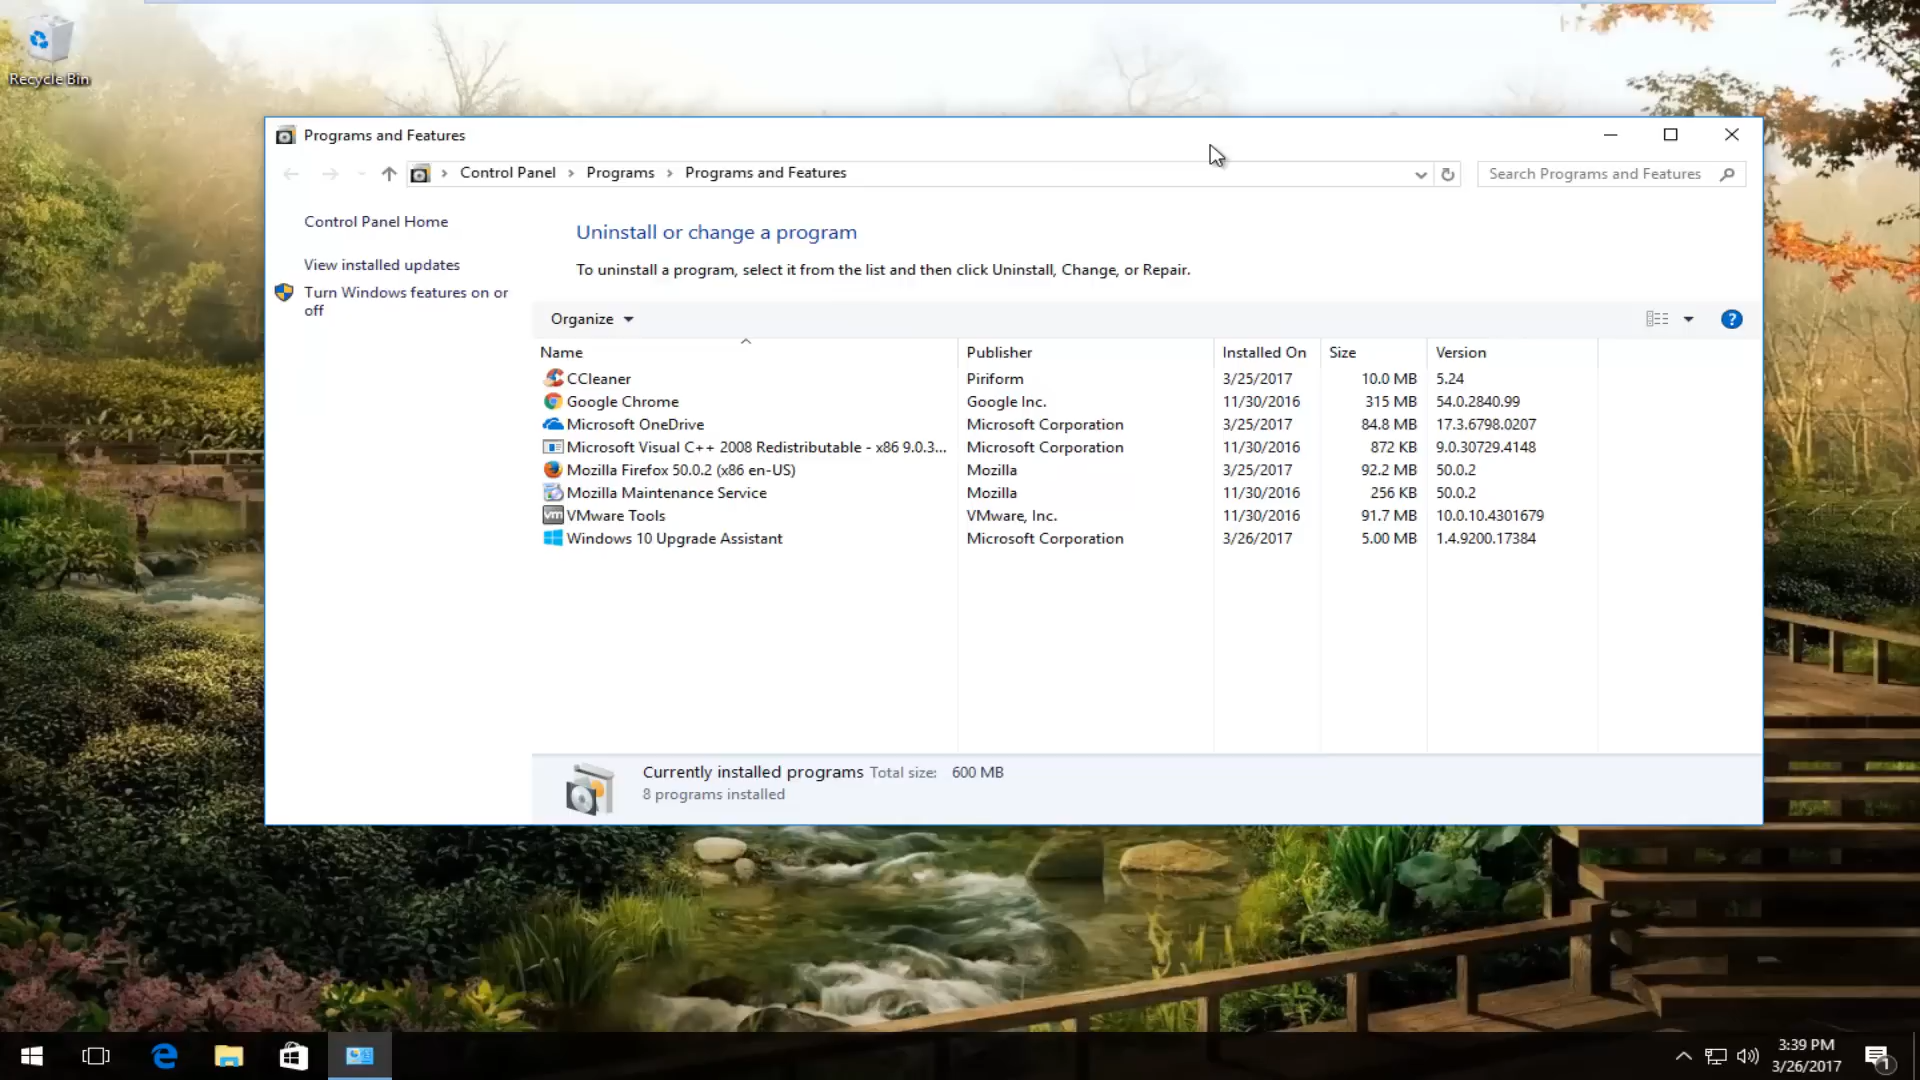 Recycle Bin
Programs and Features
Control Panel Programs Programs and Features
Search Programs and Features
Control Panel Home
View installed updates
Turn Windows features on or
off
Uninstall or change a program
To uninstall a program, select it from the list and then click Uninstall, Change, or Repair.
Organize
?
Name Publisher Installed On Size Version
CCleaner Piriform 3/25/2017 10.0 MB 5.24
Google Chrome Google Inc. 11/30/2016 315 MB 54.0.2840.99
Microsoft OneDrive Microsoft Corporation 3/25/2017 84.8 MB 17.3.6798.0207
Microsoft Visual C++ 2008 Redistributable - x86 9.0.3... Microsoft Corporation 11/30/2016 872 KB 9.0.30729.4148
Mozilla Firefox 50.0.2 (x86 en-US) Mozilla 3/25/2017 92.2 MB 50.0.2
Mozilla Maintenance Service Mozilla 11/30/2016 256 KB 50.0.2
vm VMware Tools VMware, Inc. 11/30/2016 91.7 MB 10.0.10.4301679
Windows 10 Upgrade Assistant Microsoft Corporation 3/26/2017 5.00 MB 1.4.9200.17384
Currently installed programs Total size: 600 MB
8 programs installed
3:39 PM
3/26/2017
1